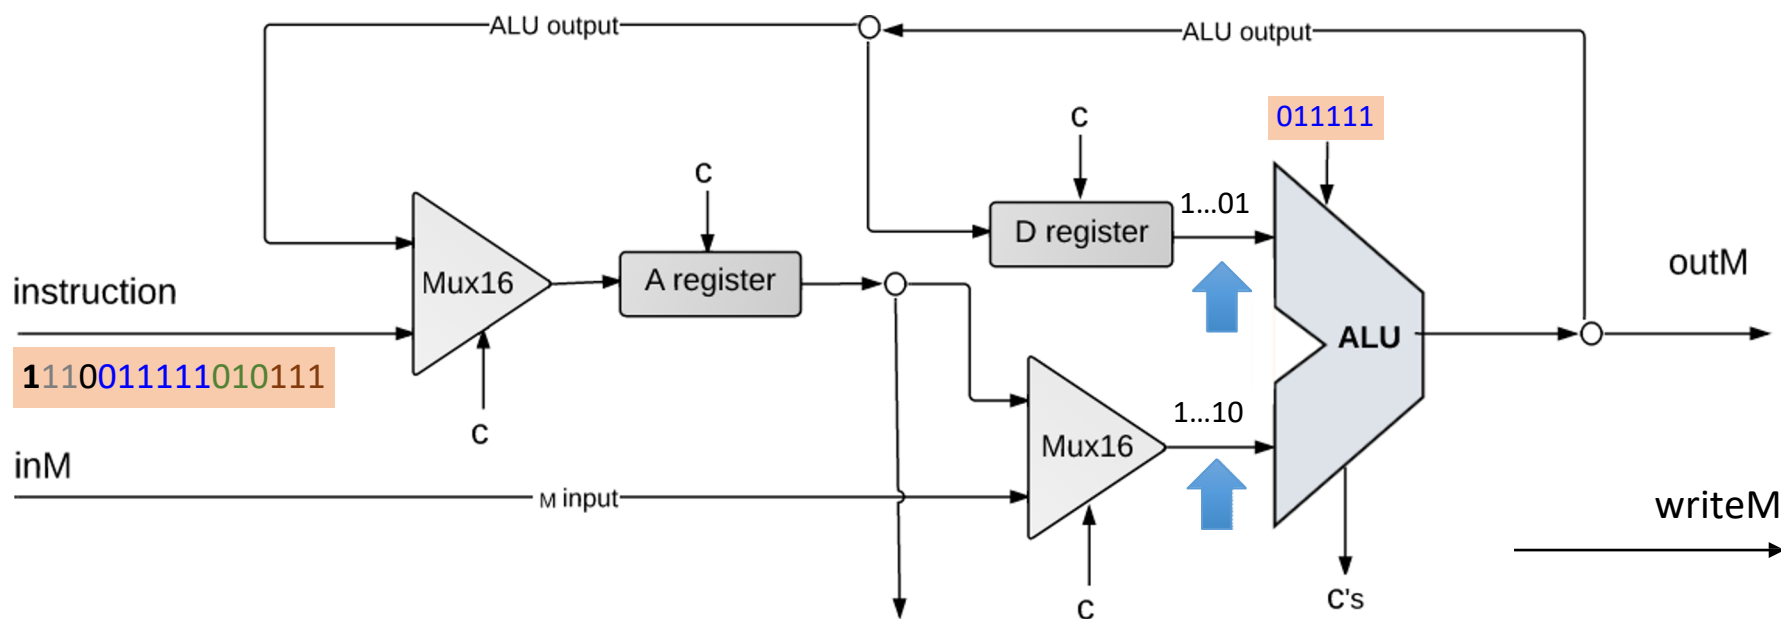 ALU output
ALU output
011111
c
c
1...01
D register
outM
Mux16
A register
instruction
ALU
1110011111010111
1...10
c
Mux16
inM
M input
writeM
c
c's